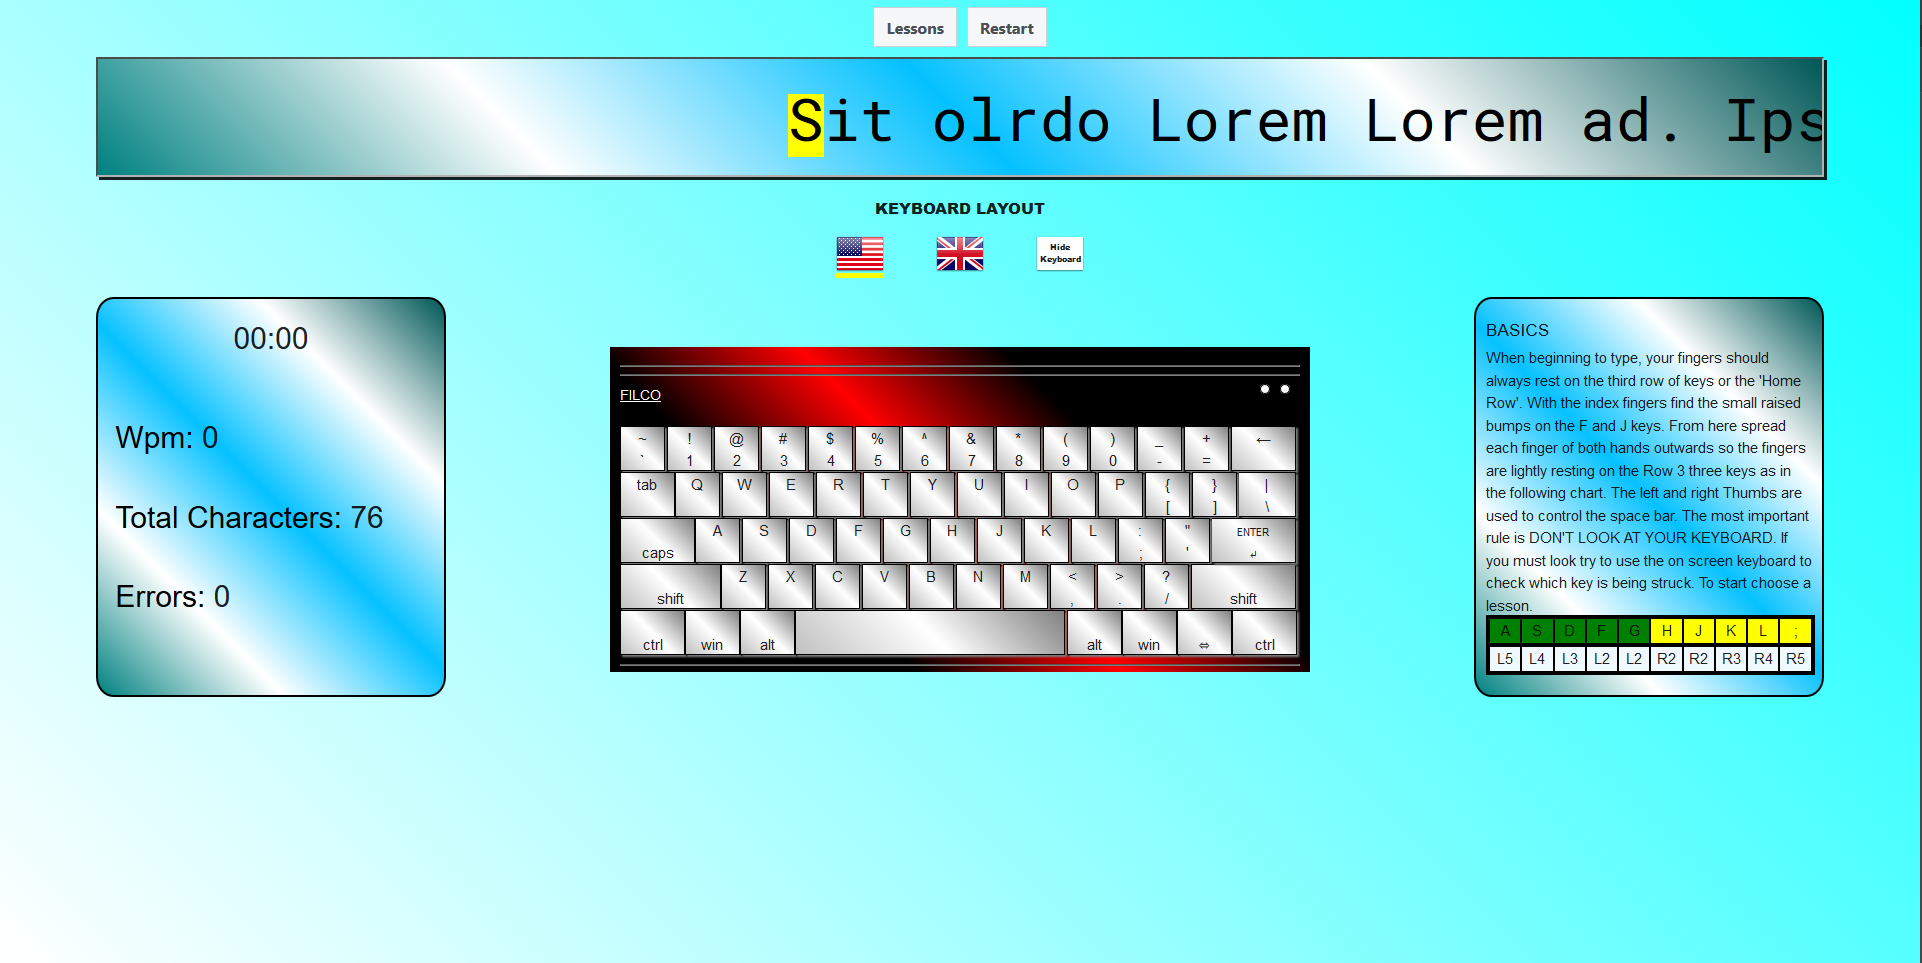 Lessons Restart
Sit olrdo Lorem Lorem ad. Ips
KEYBOARD LAYOUT
Hide
Keyboard
00:00
Wpm: 0
Total Characters: 76
Errors: 0
FILCO
~ ! @ # $ % ^ & * ( ) _ + ←
` 1 2 3 4 5 6 7 8 9 0 - =
tab Q W E R T Y U I O P { } |
[ ] \
A S D F G H J K L : " ENTER
caps ; ' ↲
Z X C V B N M < > ?
shift , . / shift
ctrl win alt alt win ⇔ ctrl
BASICS
When beginning to type, your fingers should
always rest on the third row of keys or the 'Home
Row'. With the index fingers find the small raised
bumps on the F and J keys. From here spread
each finger of both hands outwards so the fingers
are lightly resting on the Row 3 three keys as in
the following chart. The left and right Thumbs are
used to control the space bar. The most important
rule is DON'T LOOK AT YOUR KEYBOARD. If
you must look try to use the on screen keyboard to
check which key is being struck. To start choose a
lesson.
A S D F G H J K L ;
L5 L4 L3 L2 L2 R2 R2 R3 R4 R5